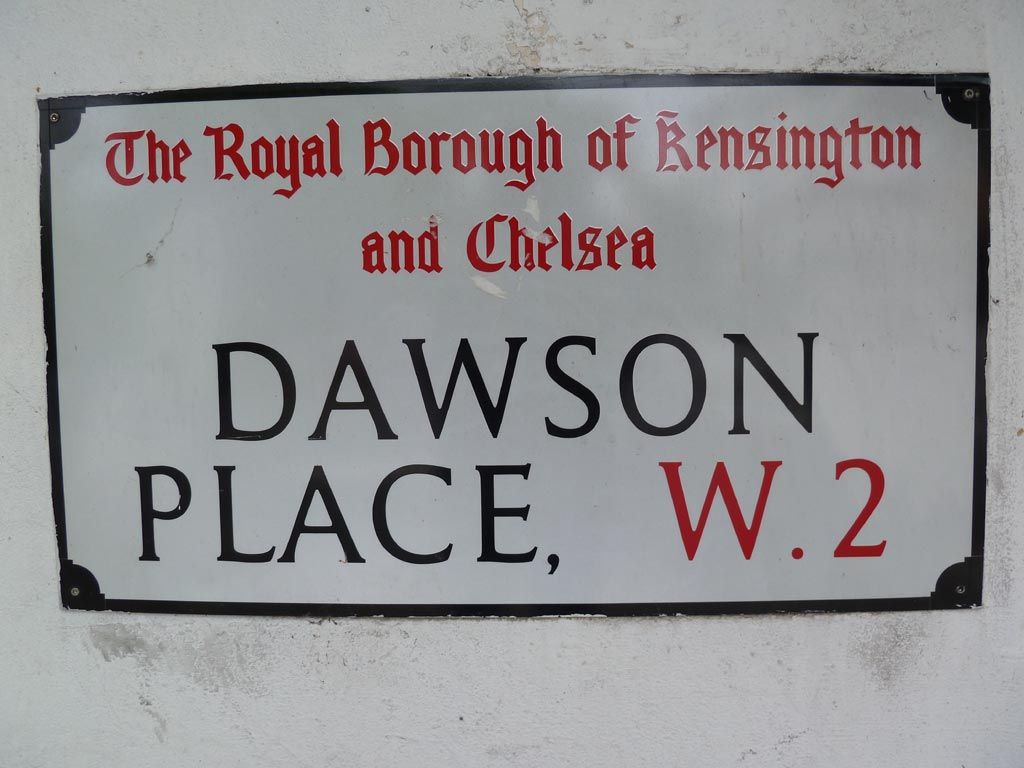 The Royal Borough of Kensington
and Chelsea
DAWSON
PLACE, W.2